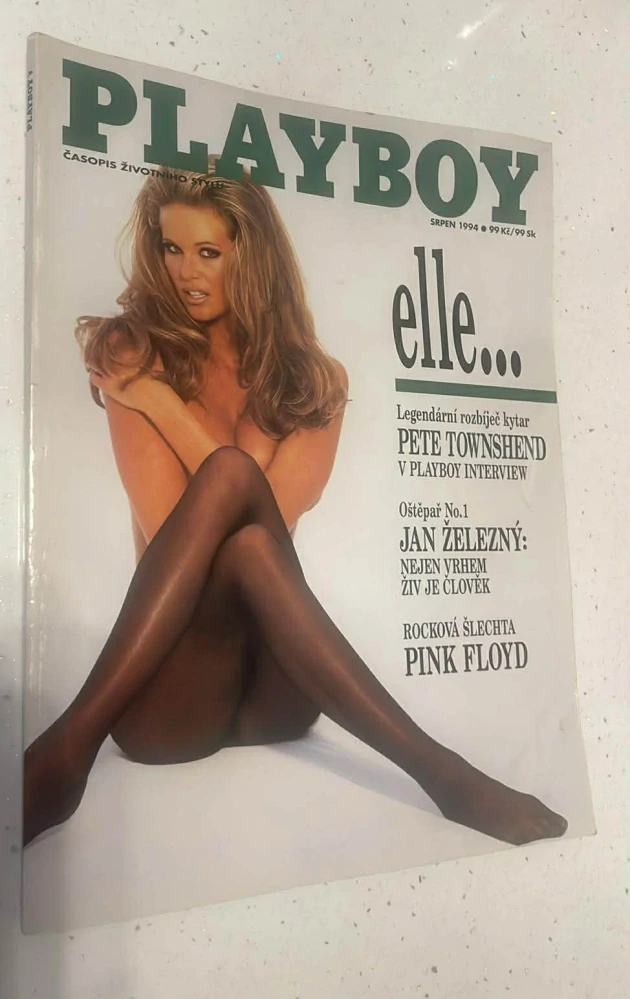 PLAYBOY
PLAYBOY
ČASOPIS ŽIVOTNÍHO STYLU
SRPEN 1994 ● 99 Kč/99 Sk
elle...
Legendární rozbíječ kytar
PETE TOWNSHEND
V PLAYBOY INTERVIEW
Oštěpař No.1
JAN ŽELEZNÝ:
NEJEN VRHEM
ŽIV JE ČLOVĚK
ROCKOVÁ ŠLECHTA
PINK FLOYD